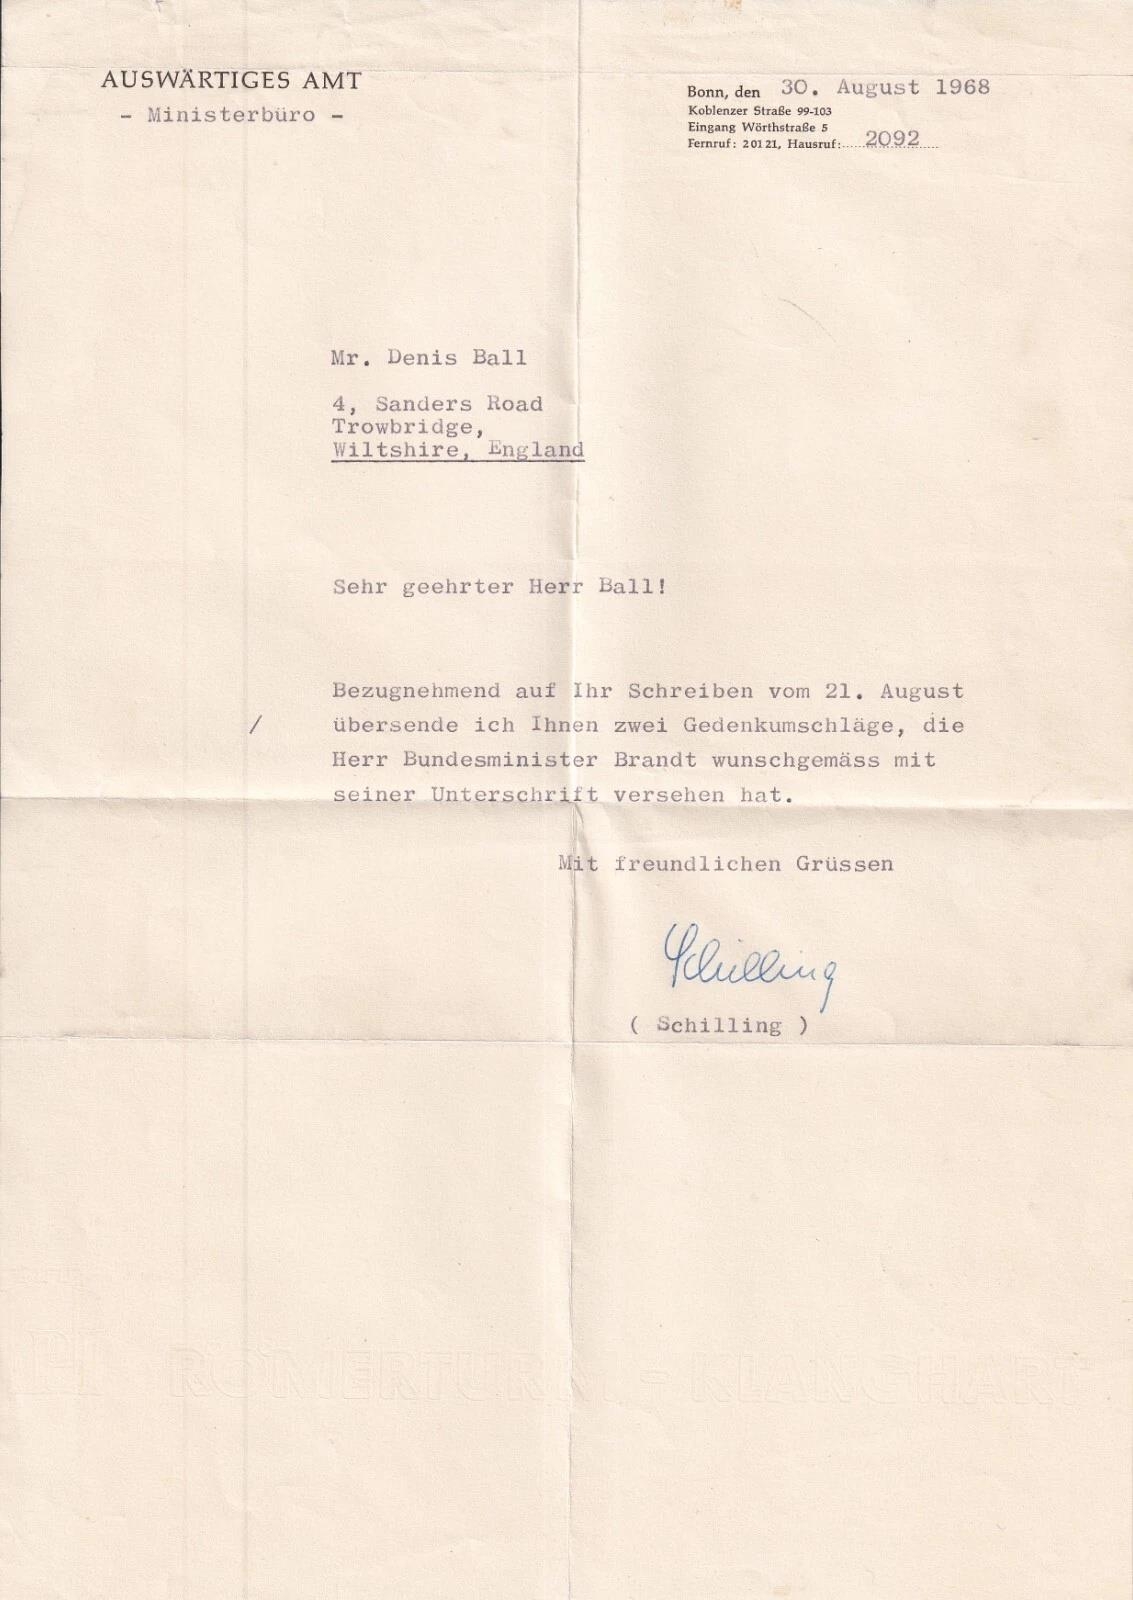 AUSWÄRTIGES AMT
- Ministerbüro -
Bonn, den 30. August 1968
Koblenzer Straße 99-103
Eingang Wörthstraße 5
Fernruf: 20121, Hausruf: 2092
Mr. Denis Ball
4, Sanders Road
Trowbridge,
Wiltshire, England
Sehr geehrter Herr Ball!
Bezugnehmend auf Ihr Schreiben vom 21. August
/ übersende ich Ihnen zwei Gedenkumschläge, die
Herr Bundesminister Brandt wunschgemäss mit
seiner Unterschrift versehen hat.
Mit freundlichen Grüssen
Schilling
( Schilling )
RÖMERTURM - KLANGHART